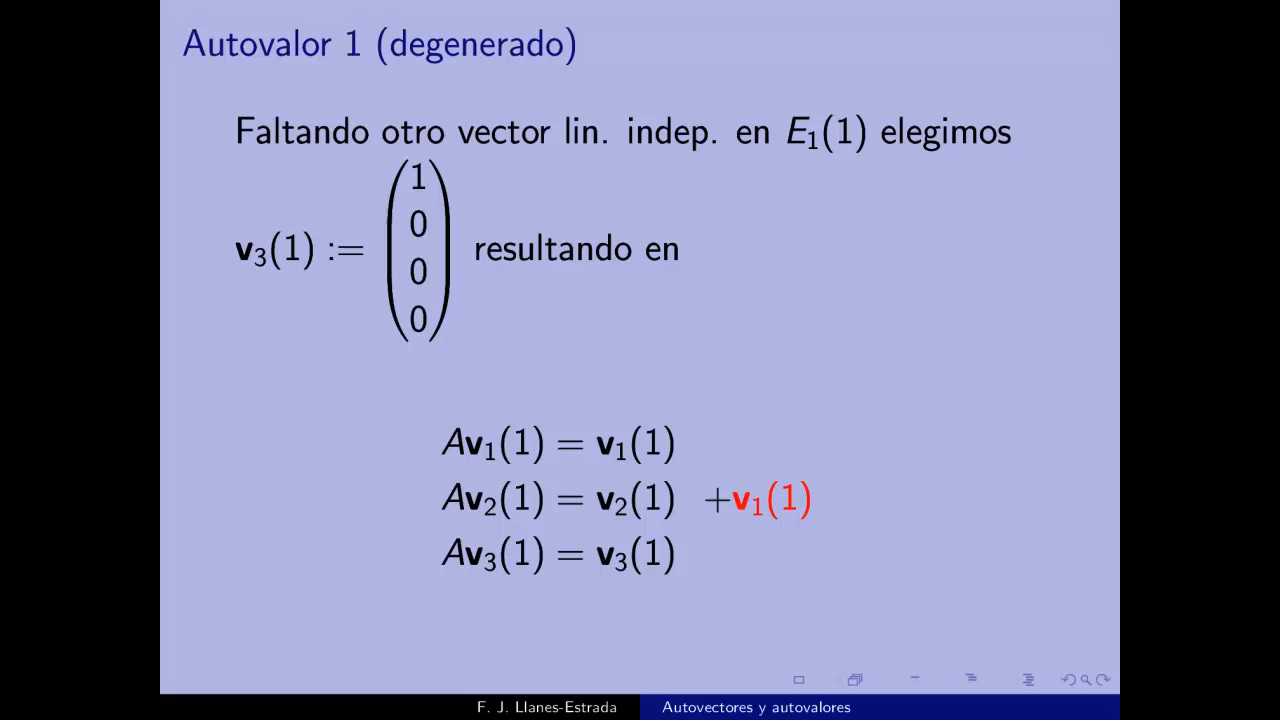 Autovalor 1 (degenerado)
Faltando otro vector lin. indep. en E₁(1) elegimos
v₃(1) := (1 0 0 0) resultando en
Av₁(1) = v₁(1)
Av₂(1) = v₂(1) +v₁(1)
Av₃(1) = v₃(1)
F. J. Llanes-Estrada Autovectores y autovalores